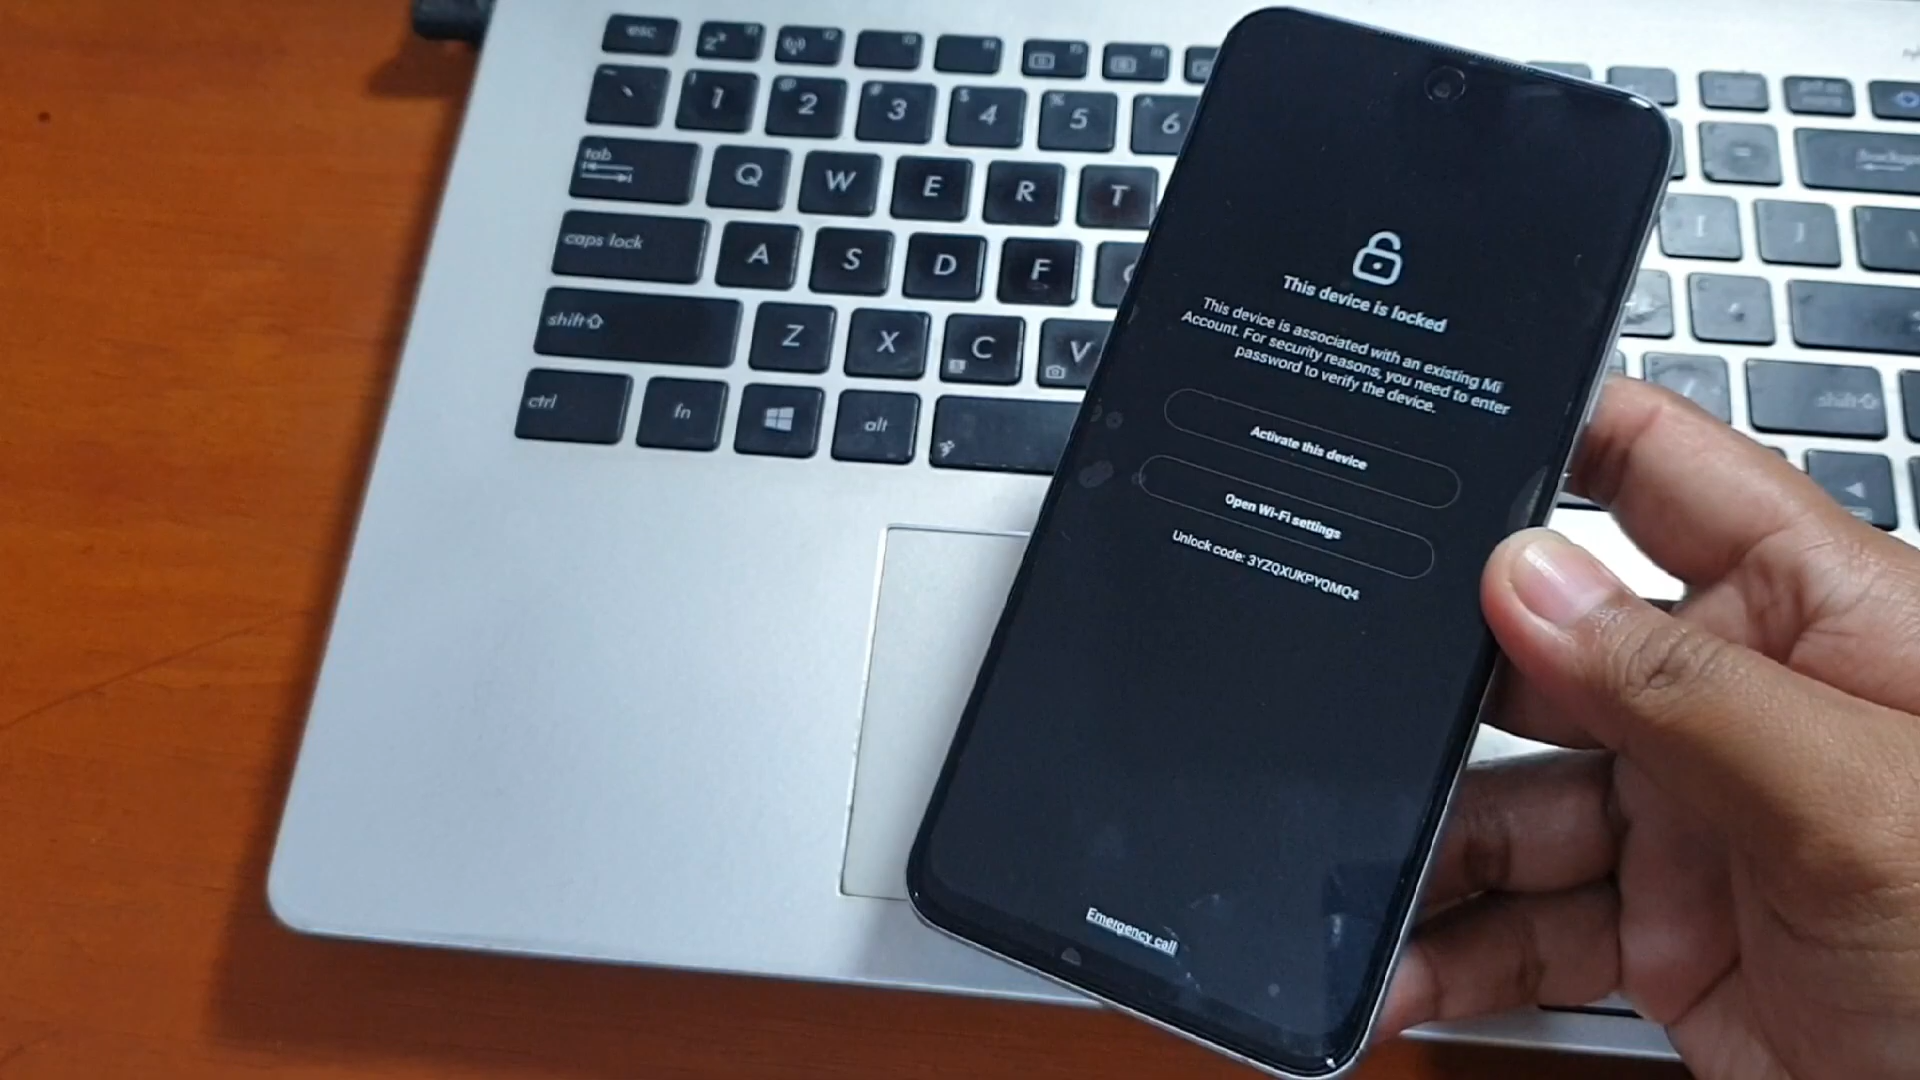 esc
1 2 3 4 5 6
tab Q W E R T
caps lock A S D F
shift Z X C V
ctrl fn alt
shift
This device is locked
This device is associated with an existing Mi
Account. For security reasons, you need to enter
password to verify the device.
Activate this device
Open Wi-Fi settings
Unlock code: 3YZQXUKPYQMQ4
Emergency call